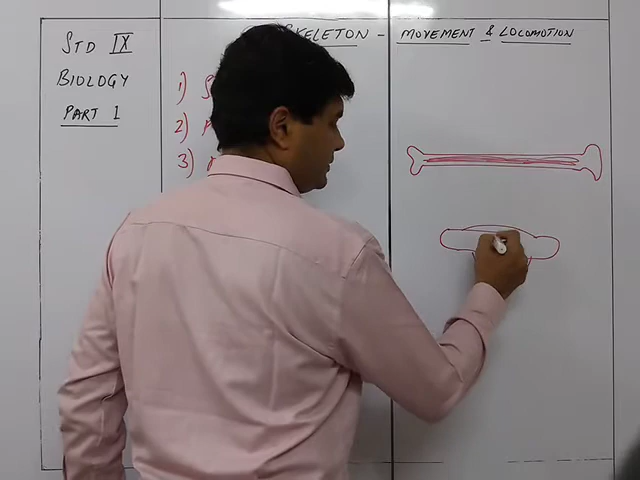 STD IX
BIOLOGY
PART 1
SKELETON - MOVEMENT & LOCOMOTION
1)
2)
3)